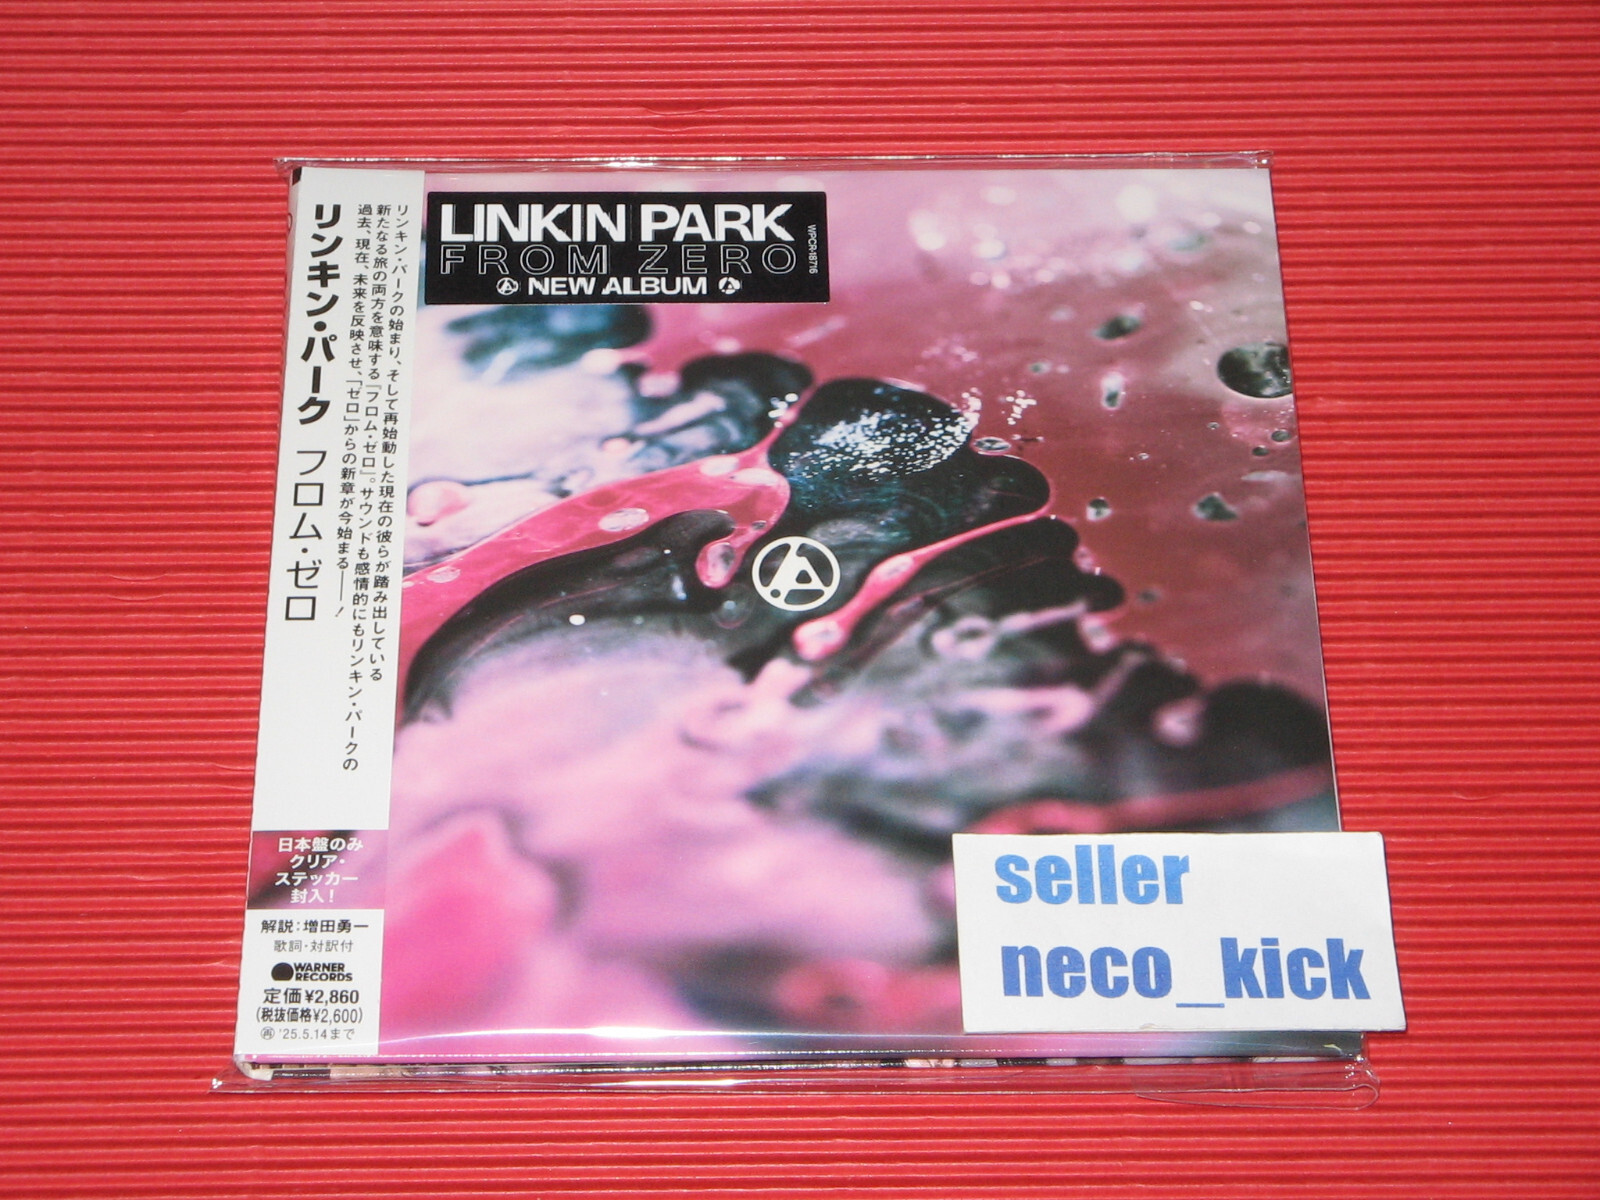 リンキン・パーク フロム・ゼロ
リンキン・パークの始まり、そして再始動した現在の彼らが踏み出している
新たなる旅の両方を意味する「フロム・ゼロ」。サウンドも感情的にもリンキン・パークの
過去、現在、未来を反映させ、「ゼロ」からの新章が今始まる——！
日本盤のみ
クリア・
ステッカー
封入！
解説：増田勇一
歌詞・対訳付
WARNER
RECORDS
定価¥2,860
(税抜価格¥2,600)
再 '25.5.14まで
LINKIN PARK
FROM ZERO
NEW ALBUM
WPCR-18716
seller
neco_kick